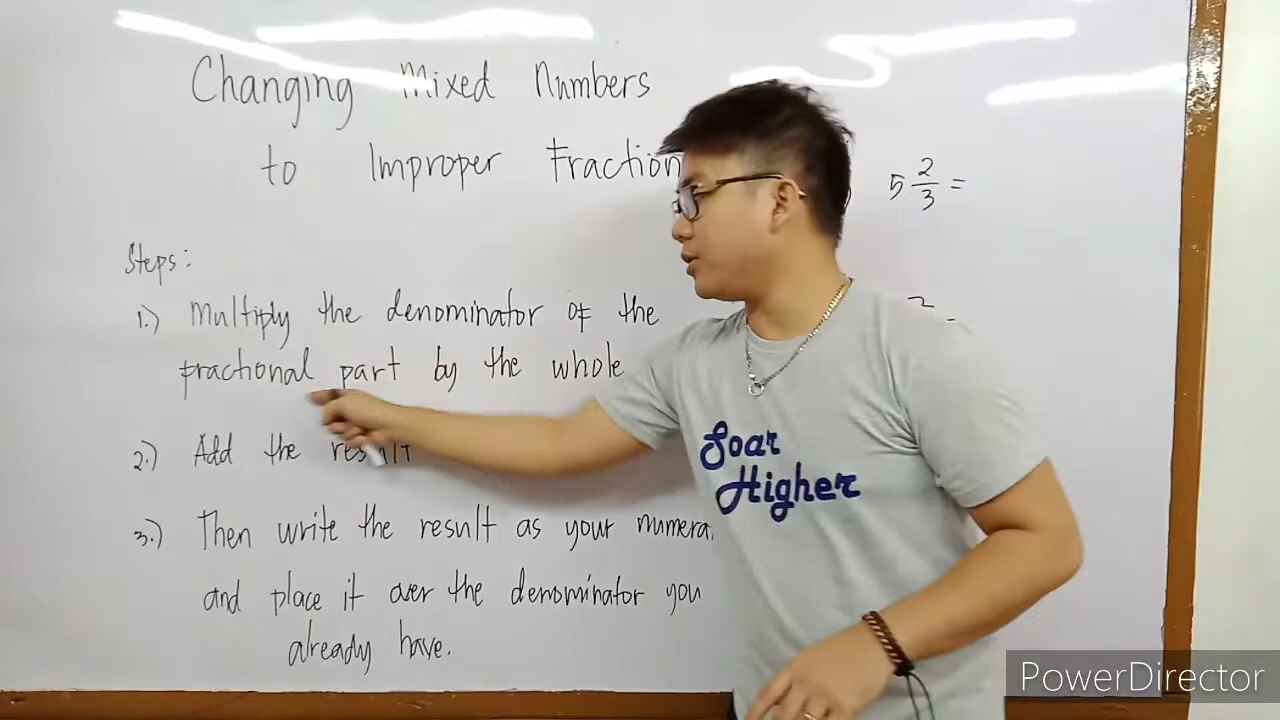 Changing Mixed Numbers
to Improper Fraction
5 2/3 =
Steps:
1.) Multiply the denominator of the
2
fractional part by the whole
2.) Add the result
3.) Then write the result as your numera
and place it over the denominator you
already have.
Soar
Higher
PowerDirector